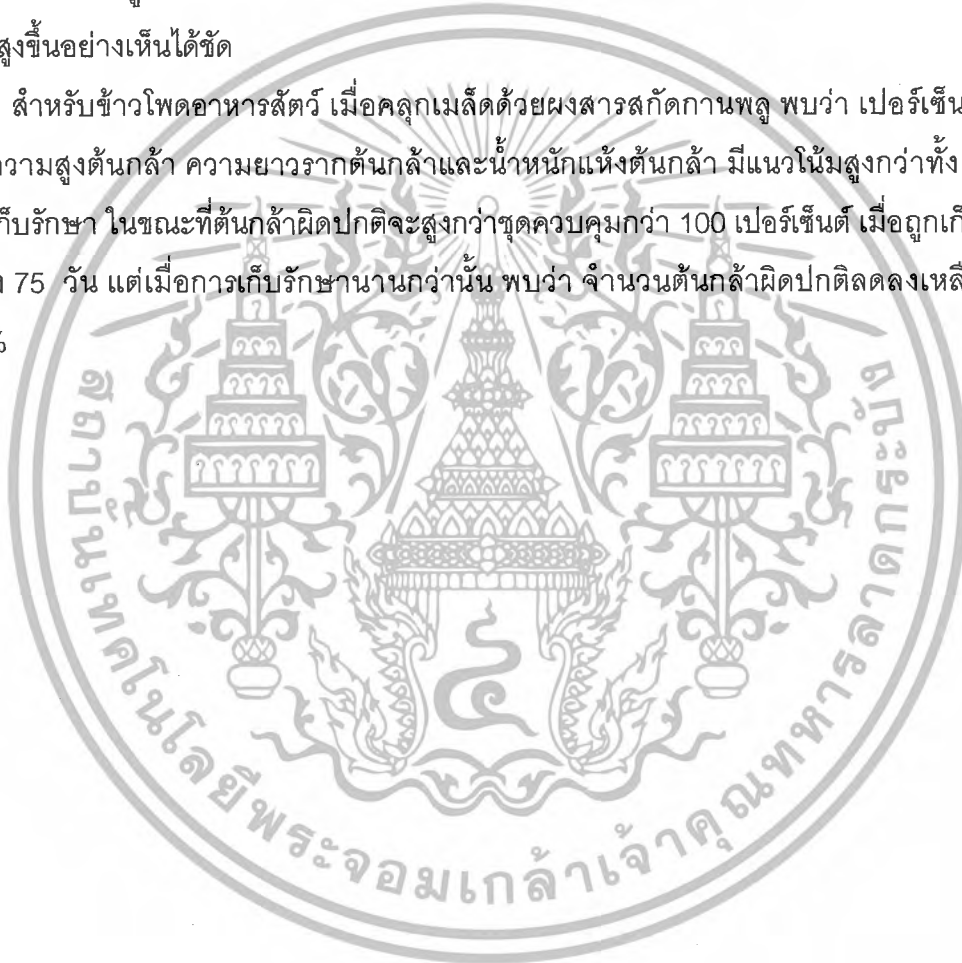 สูงขึ้นอย่างเห็นได้ชัด
สำหรับข้าวโพดอาหารสัตว์ เมื่อคลุกเมล็ดด้วยผงสารสกัดกานพลู พบว่า เปอร์เซ็น
ความสูงต้นกล้า ความยาวรากต้นกล้าและน้ำหนักแห้งต้นกล้า มีแนวโน้มสูงกว่าทั้ง
ก็บรักษา ในขณะที่ต้นกล้าผิดปกติจะสูงกว่าชุดควบคุมกว่า 100 เปอร์เซ็นต์ เมื่อถูกเก็
ง 75 วัน แต่เมื่อการเก็บรักษานานกว่านั้น พบว่า จำนวนต้นกล้าผิดปกติลดลงเหลื
สถาบันเทคโนโลยีพระจอมเกล้าเจ้าคุณทหารลาดกระบัง